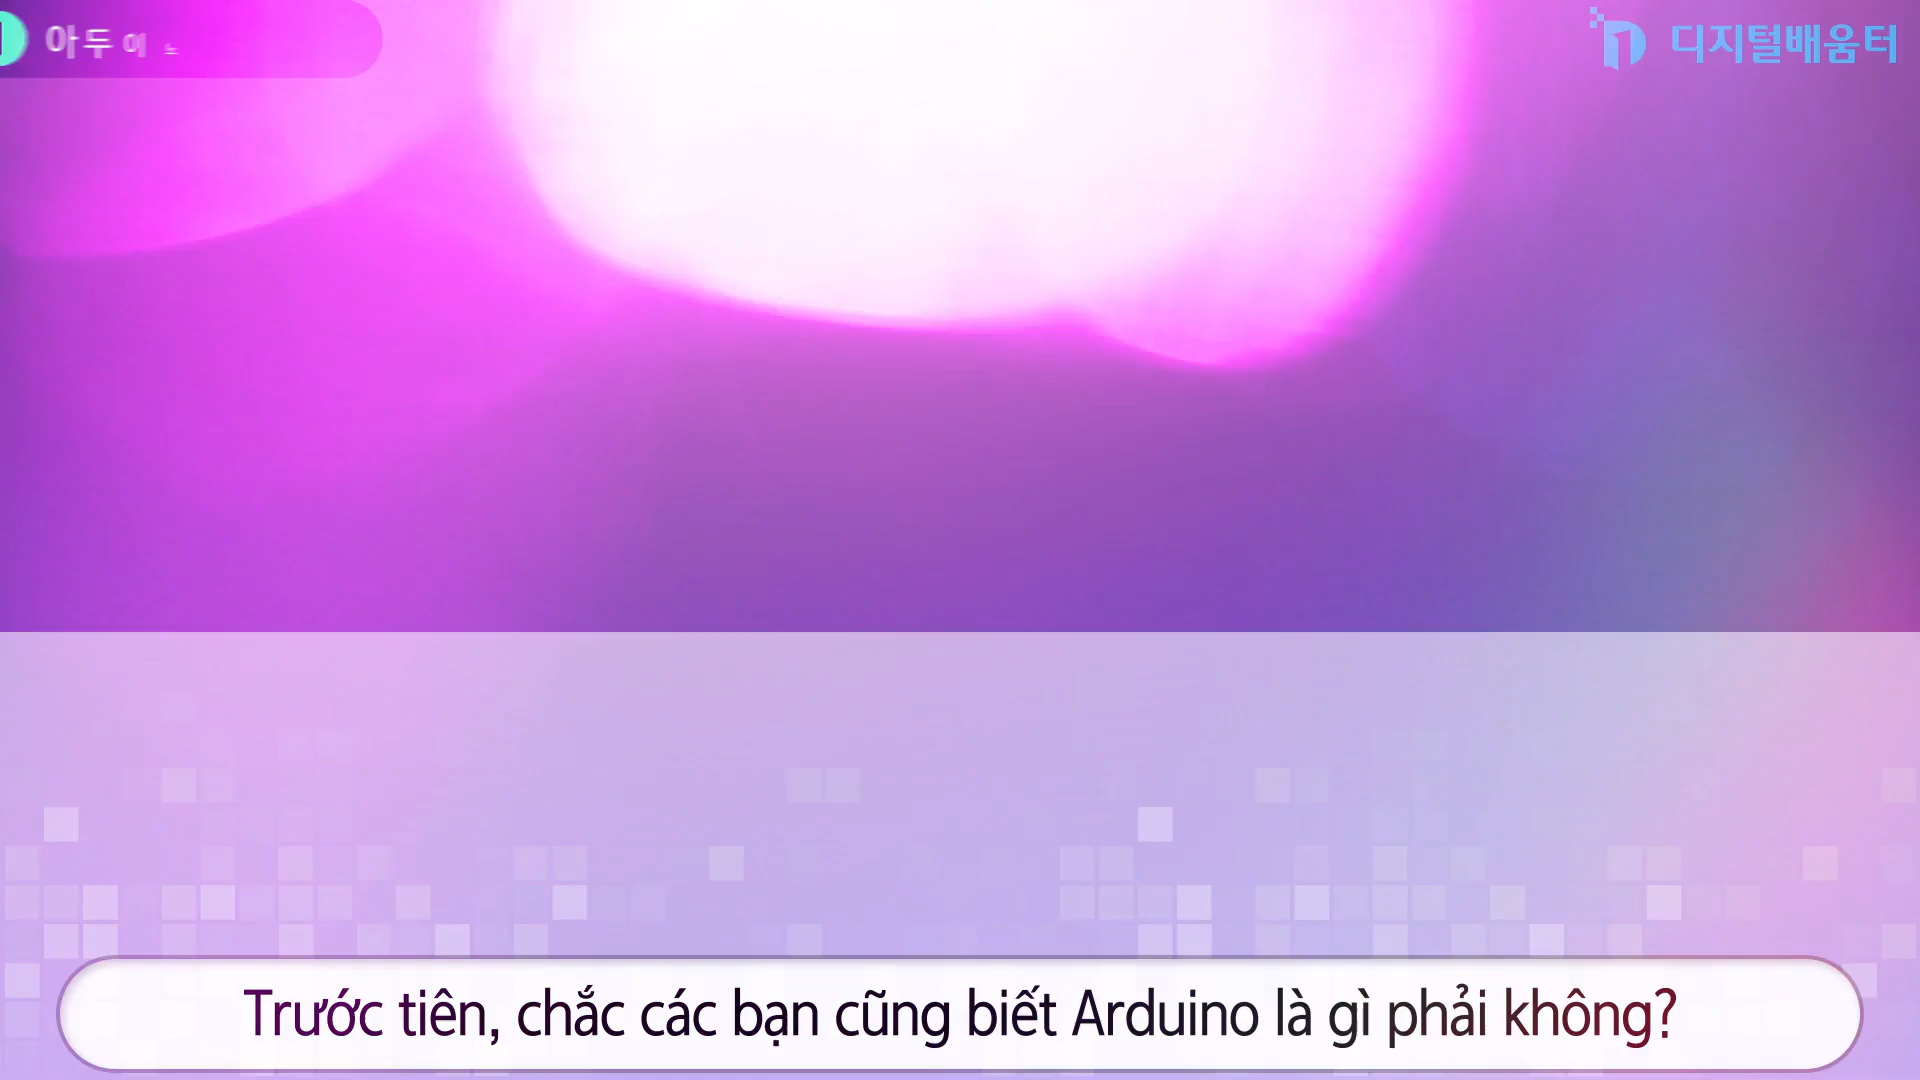 아두이노
디지털배움터
Trước tiên, chắc các bạn cũng biết Arduino là gì phải không?